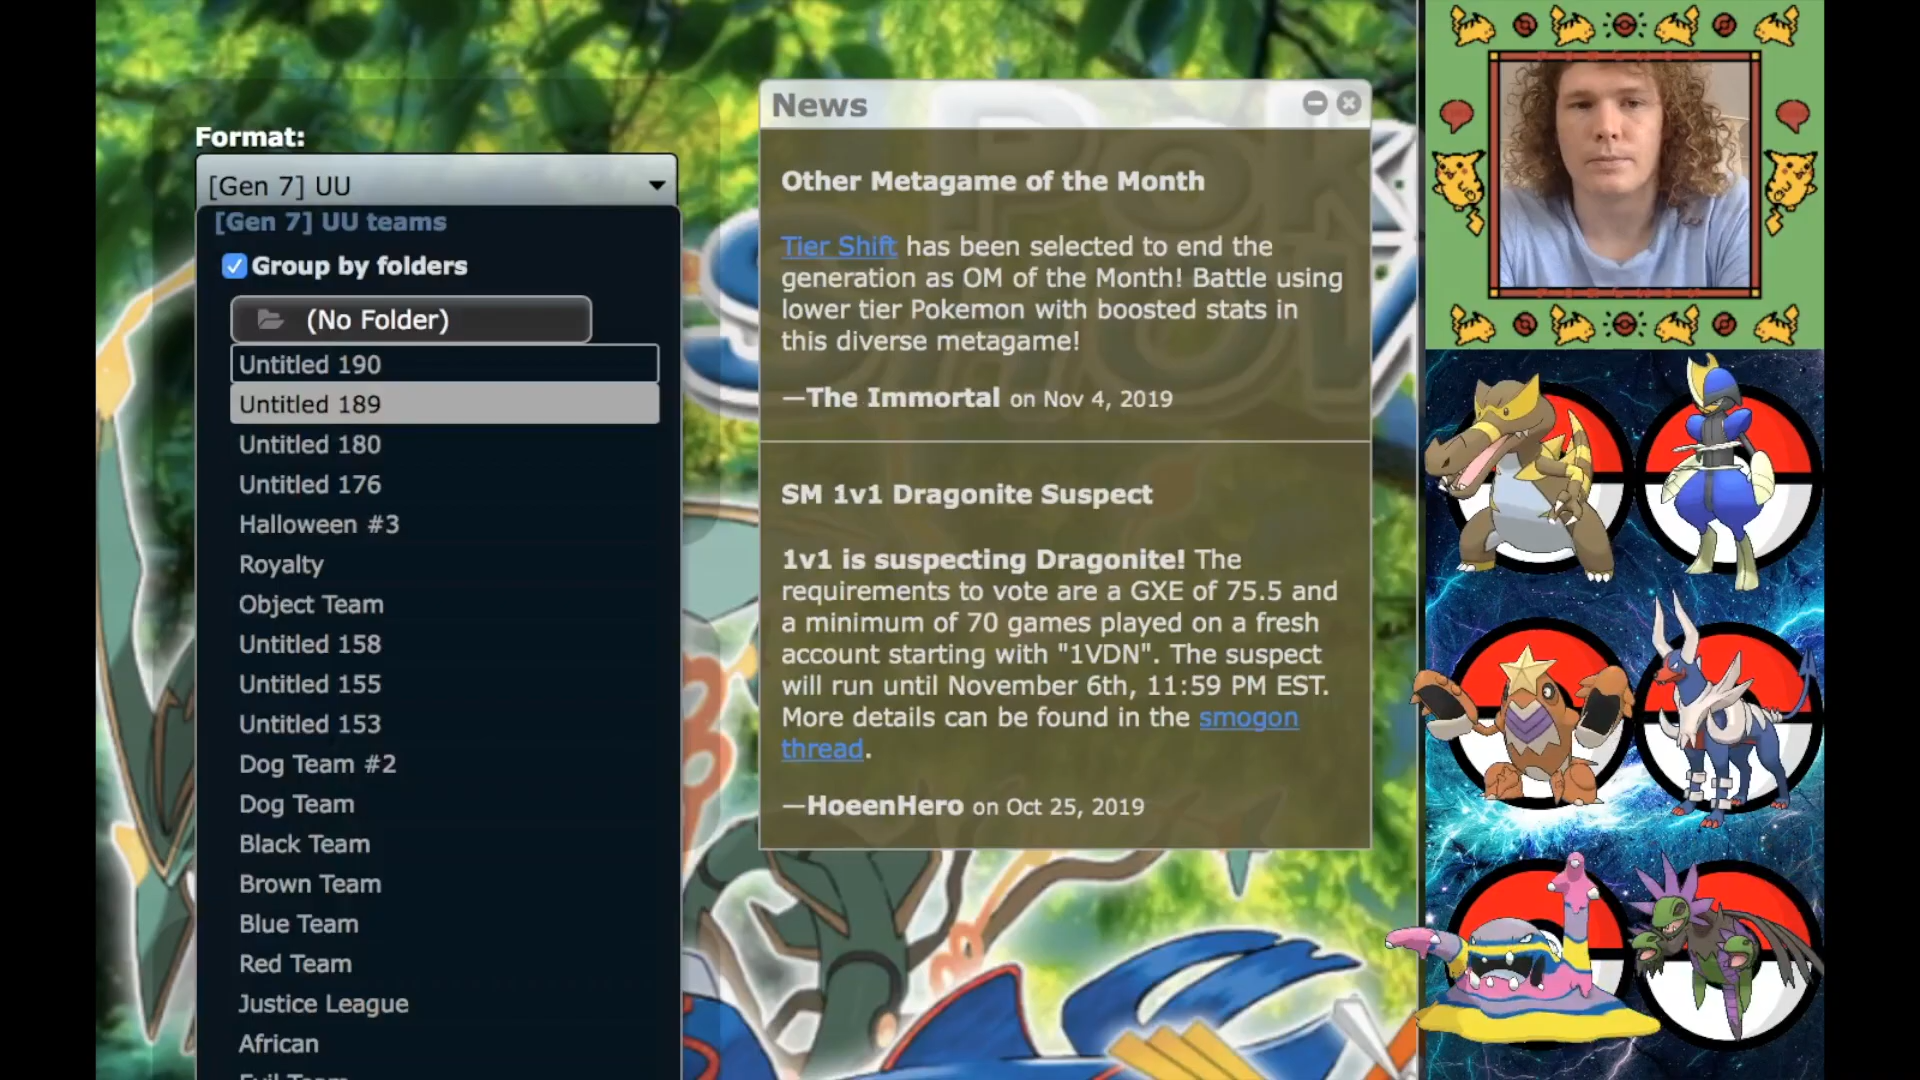 Format:
[Gen 7] UU
[Gen 7] UU teams
Group by folders
(No Folder)
Untitled 190
Untitled 189
Untitled 180
Untitled 176
Halloween #3
Royalty
Object Team
Untitled 158
Untitled 155
Untitled 153
Dog Team #2
Dog Team
Black Team
Brown Team
Blue Team
Red Team
Justice League
African
Evil Team
News
Other Metagame of the Month
Tier Shift has been selected to end the
generation as OM of the Month! Battle using
lower tier Pokemon with boosted stats in
this diverse metagame!
—The Immortal on Nov 4, 2019
SM 1v1 Dragonite Suspect
1v1 is suspecting Dragonite! The
requirements to vote are a GXE of 75.5 and
a minimum of 70 games played on a fresh
account starting with "1VDN". The suspect
will run until November 6th, 11:59 PM EST.
More details can be found in the smogon
thread.
—HoeenHero on Oct 25, 2019